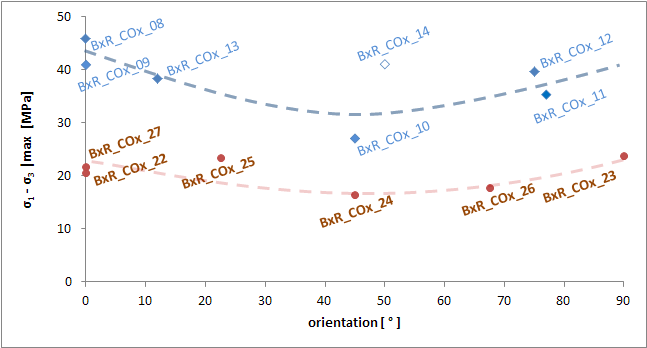 50
40
30
20
10
0
σ₁ - σ₃ |max [MPa]
BxR_COx_08
BxR_COx_09
BxR_COx_13
BxR_COx_14
BxR_COx_12
BxR_COx_11
BxR_COx_10
BxR_COx_27
BxR_COx_22
BxR_COx_25
BxR_COx_24
BxR_COx_26
BxR_COx_23
0 10 20 30 40 50 60 70 80 90
orientation [ ° ]